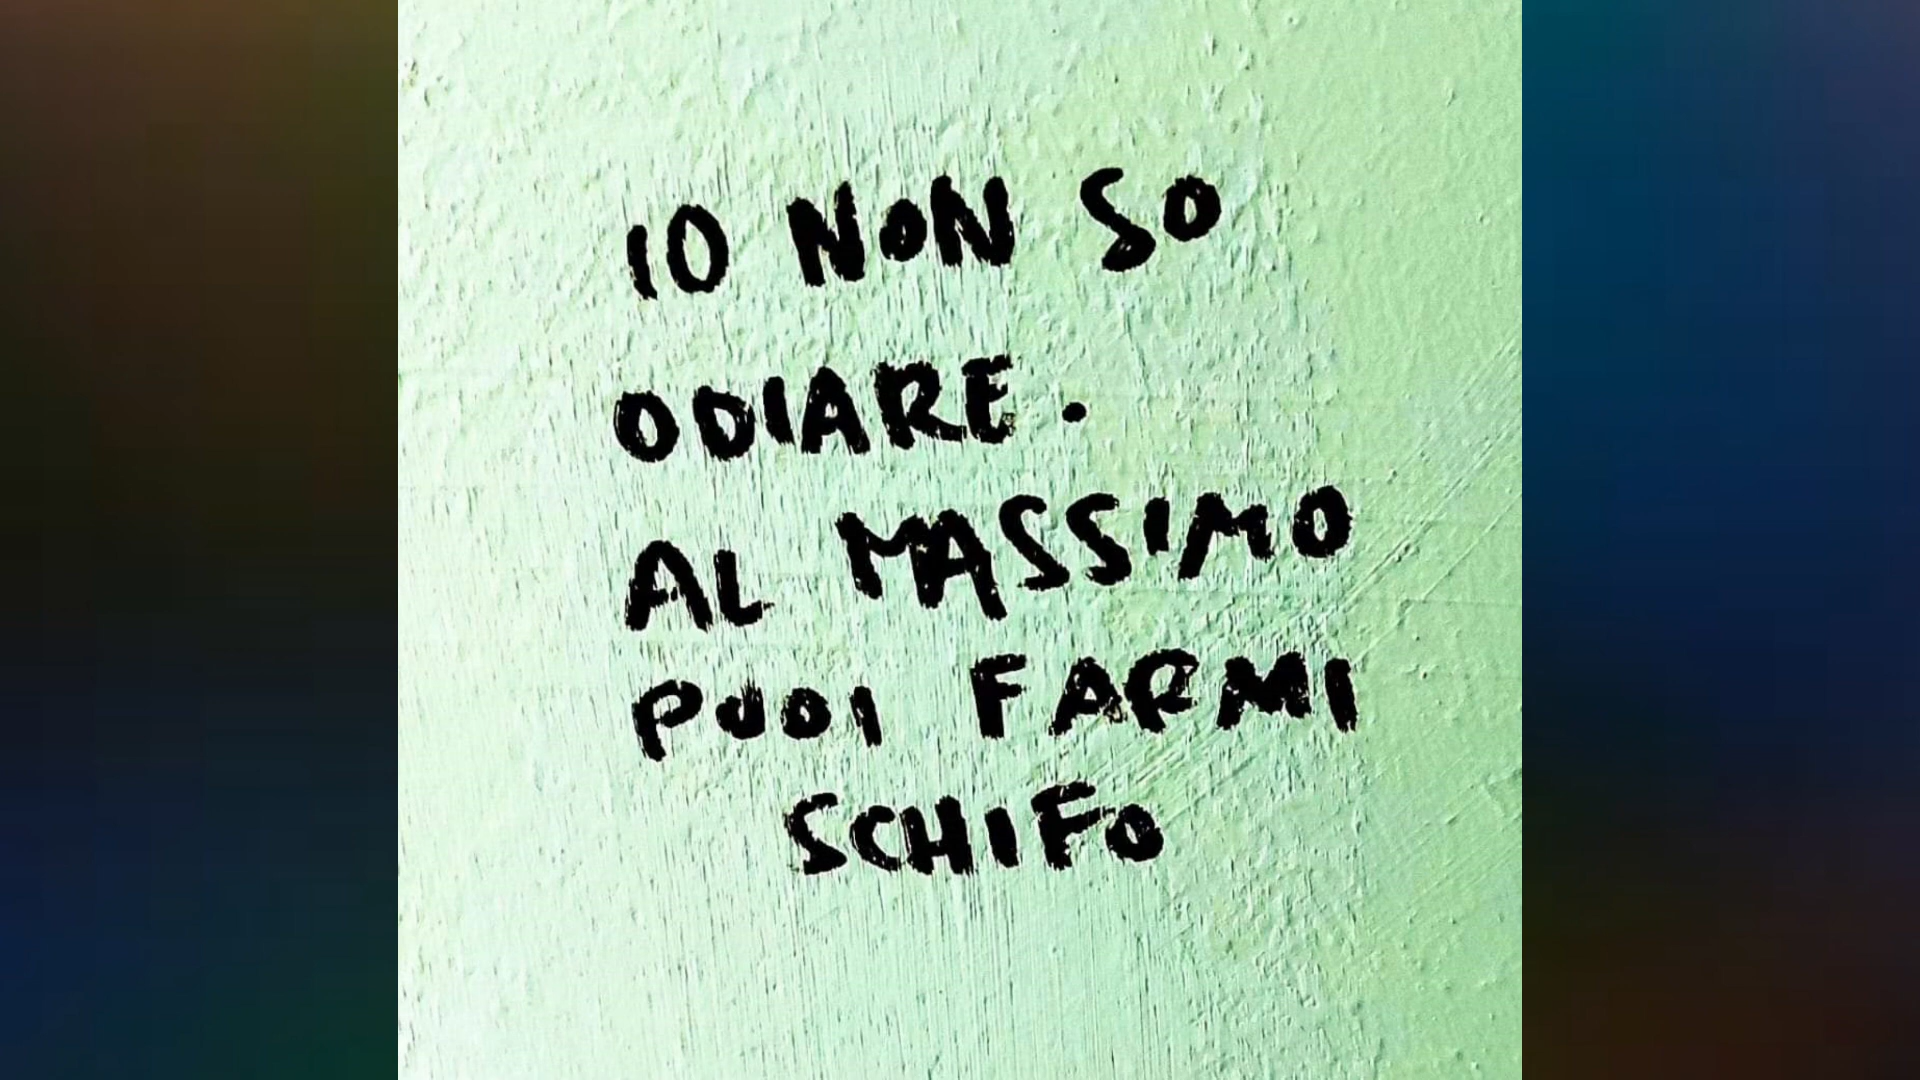 IO NON SO
ODIARE.
AL MASSIMO
PUOI FARMI
SCHIFO